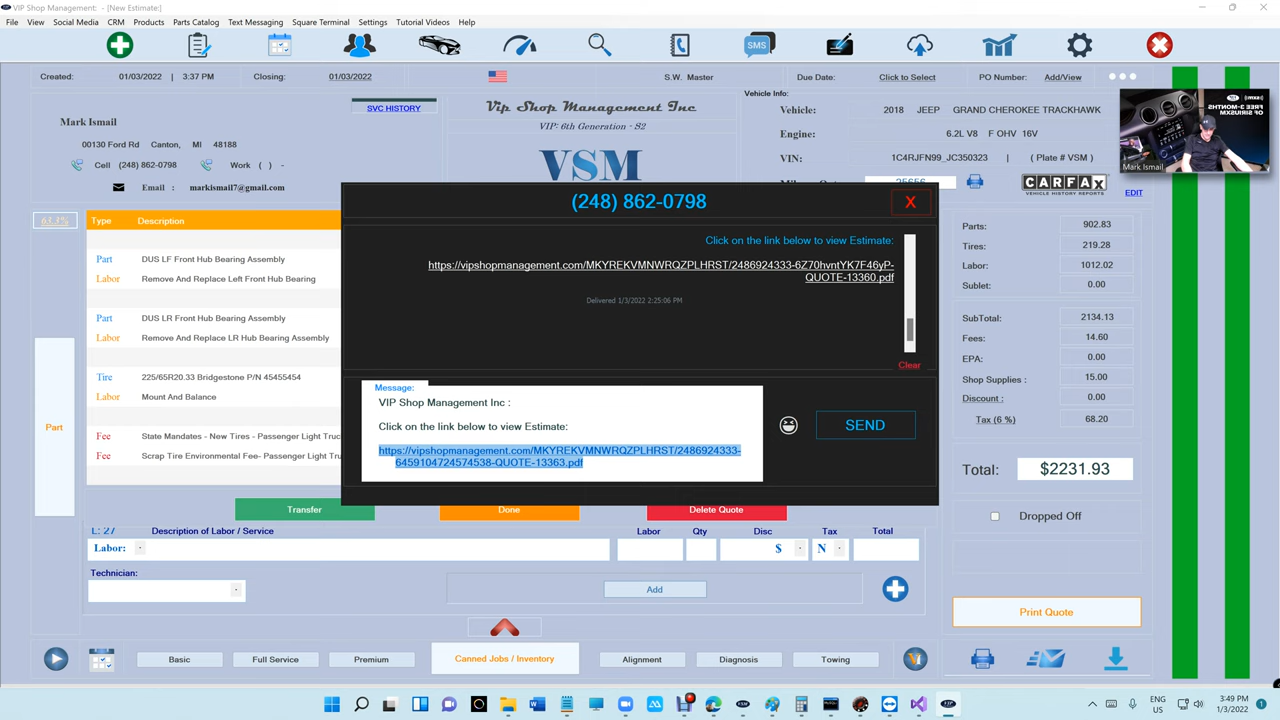 VIP Shop Management: - [New Estimate:]
File View Social Media CRM Products Parts Catalog Text Messaging Square Terminal Settings Tutorial Videos Help
SMS
Created: 01/03/2022 | 3:37 PM Closing: 01/03/2022 S.W. Master Due Date: Click to Select PO Number: Add/View
SVC HISTORY
Vip Shop Management Inc
VIP: 6th Generation - S2
VSM
Mark Ismail
00130 Ford Rd Canton, MI 48188
Cell (248) 862-0798 Work ( ) -
Email : markismail7@gmail.com
Vehicle Info:
Vehicle: 2018 JEEP GRAND CHEROKEE TRACKHAWK
Engine: 6.2L V8 F OHV 16V
VIN: 1C4RJFN99_JC350323 | ( Plate # VSM )
CARFAX
VEHICLE HISTORY REPORTS
EDIT
FREE 3-MONTHS
OF SIRIUSXM
Mark Ismail
63.3%
Type Description
Part DUS LF Front Hub Bearing Assembly
Labor Remove And Replace Left Front Hub Bearing
Part DUS LR Front Hub Bearing Assembly
Labor Remove And Replace LR Hub Bearing Assembly
Tire 225/65R20.33 Bridgestone P/N 45455454
Labor Mount And Balance
Fee State Mandates - New Tires - Passenger Light Truc
Fee Scrap Tire Environmental Fee- Passenger Light Truc
Part
(248) 862-0798
X
Click on the link below to view Estimate:
https://vipshopmanagement.com/MKYREKVMNWRQZPLHRST/2486924333-6Z70hvntYK7F46yP-
QUOTE-13360.pdf
Delivered 1/3/2022 2:25:06 PM
Clear
Message:
VIP Shop Management Inc :
Click on the link below to view Estimate:
https://vipshopmanagement.com/MKYREKVMNWRQZPLHRST/2486924333-
6459104724574538-QUOTE-13363.pdf
SEND
Parts: 902.83
Tires: 219.28
Labor: 1012.02
Sublet: 0.00
SubTotal: 2134.13
Fees: 14.60
EPA: 0.00
Shop Supplies : 15.00
Discount : 0.00
Tax (6 %) 68.20
Total: $2231.93
Dropped Off
Transfer Done Delete Quote
L: 27 Description of Labor / Service Labor Qty Disc Tax Total
Labor: $ N
Technician:
Add
Print Quote
Basic Full Service Premium Canned Jobs / Inventory Alignment Diagnosis Towing
VI
ENG
US
3:49 PM
1/3/2022